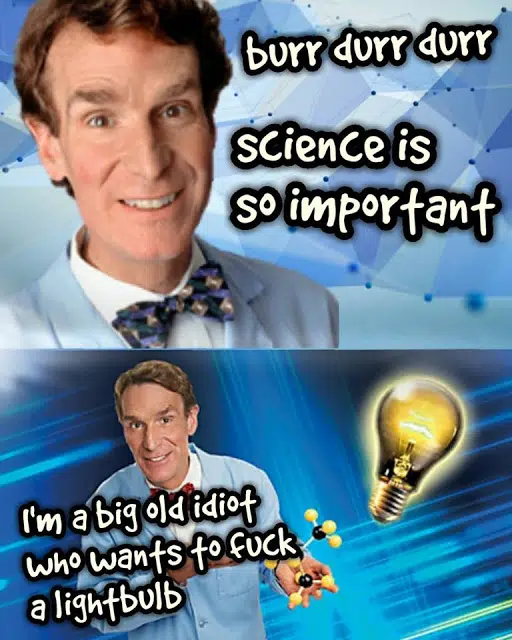 burr durr durr
science is
so important
I'm a big old idiot
who wants to fuck
a lightbulb